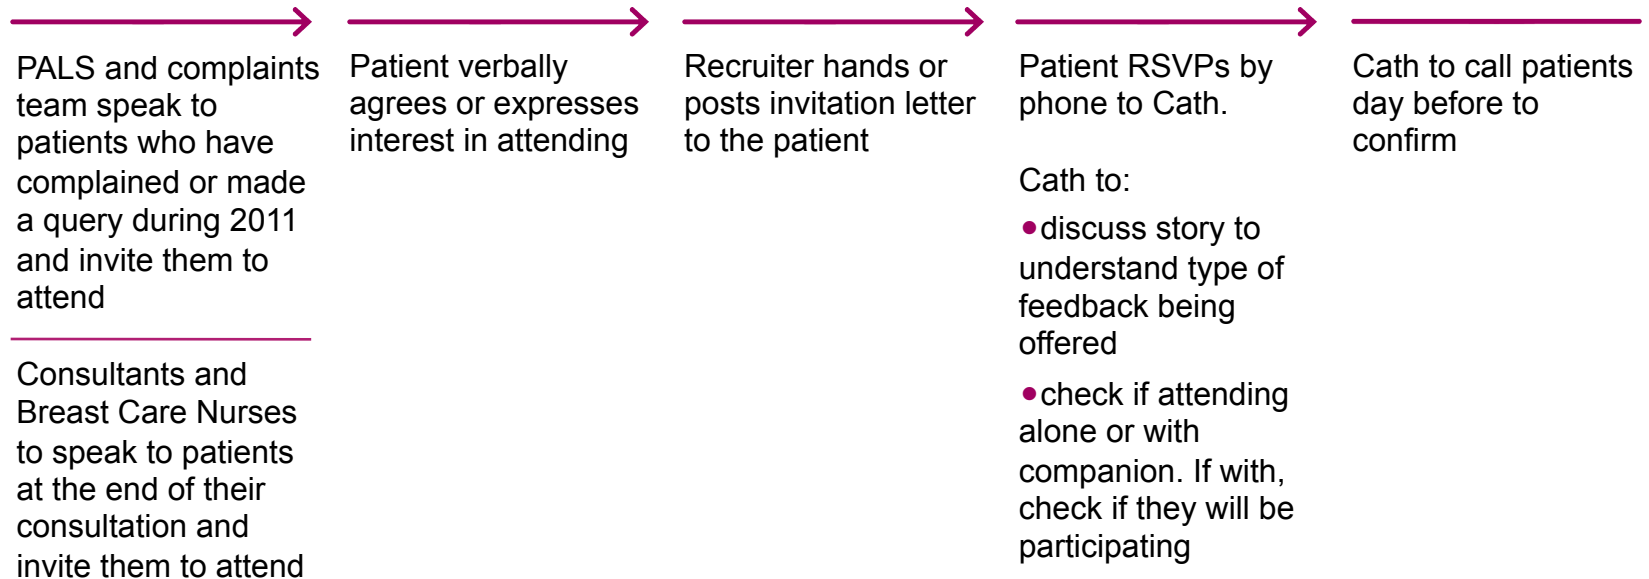 PALS and complaints
team speak to
patients who have
complained or made
a query during 2011
and invite them to
attend
Consultants and
Breast Care Nurses
to speak to patients
at the end of their
consultation and
invite them to attend
Patient verbally
agrees or expresses
interest in attending
Recruiter hands or
posts invitation letter
to the patient
Patient RSVPs by
phone to Cath.
Cath to:
•discuss story to
understand type of
feedback being
offered
•check if attending
alone or with
companion. If with,
check if they will be
participating
Cath to call patients
day before to
confirm